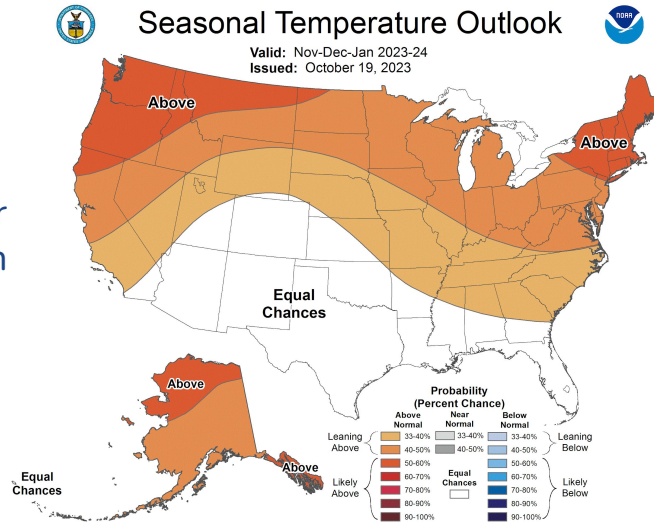 Seasonal Temperature Outlook
Valid: Nov-Dec-Jan 2023-24
Issued: October 19, 2023
NOAA
Above
Above
r
n
Equal
Chances
Above
Above
Equal
Chances
Probability
(Percent Chance)
Above
Normal
Near
Normal
Below
Normal
Leaning
Above
33-40%
40-50%
33-40%
40-50%
33-40%
40-50%
Leaning
Below
Likely
Above
50-60%
60-70%
70-80%
80-90%
90-100%
Equal
Chances
50-60%
60-70%
70-80%
80-90%
90-100%
Likely
Below